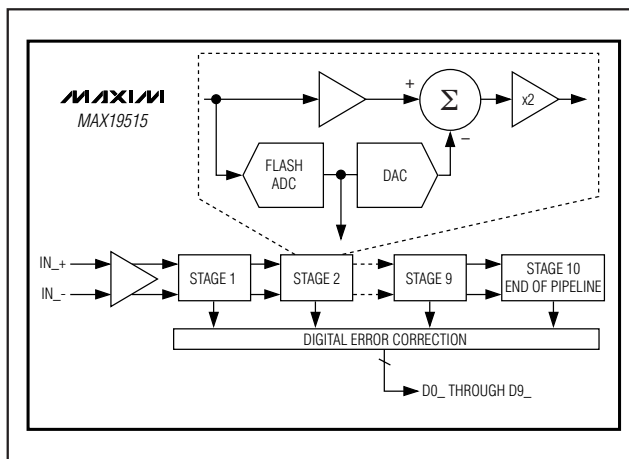 MAXIM
MAX19515
+
Σ
x2
−
FLASH
ADC
DAC
IN_+
IN_-
STAGE 1
STAGE 2
STAGE 9
STAGE 10
END OF PIPELINE
DIGITAL ERROR CORRECTION
D0_ THROUGH D9_